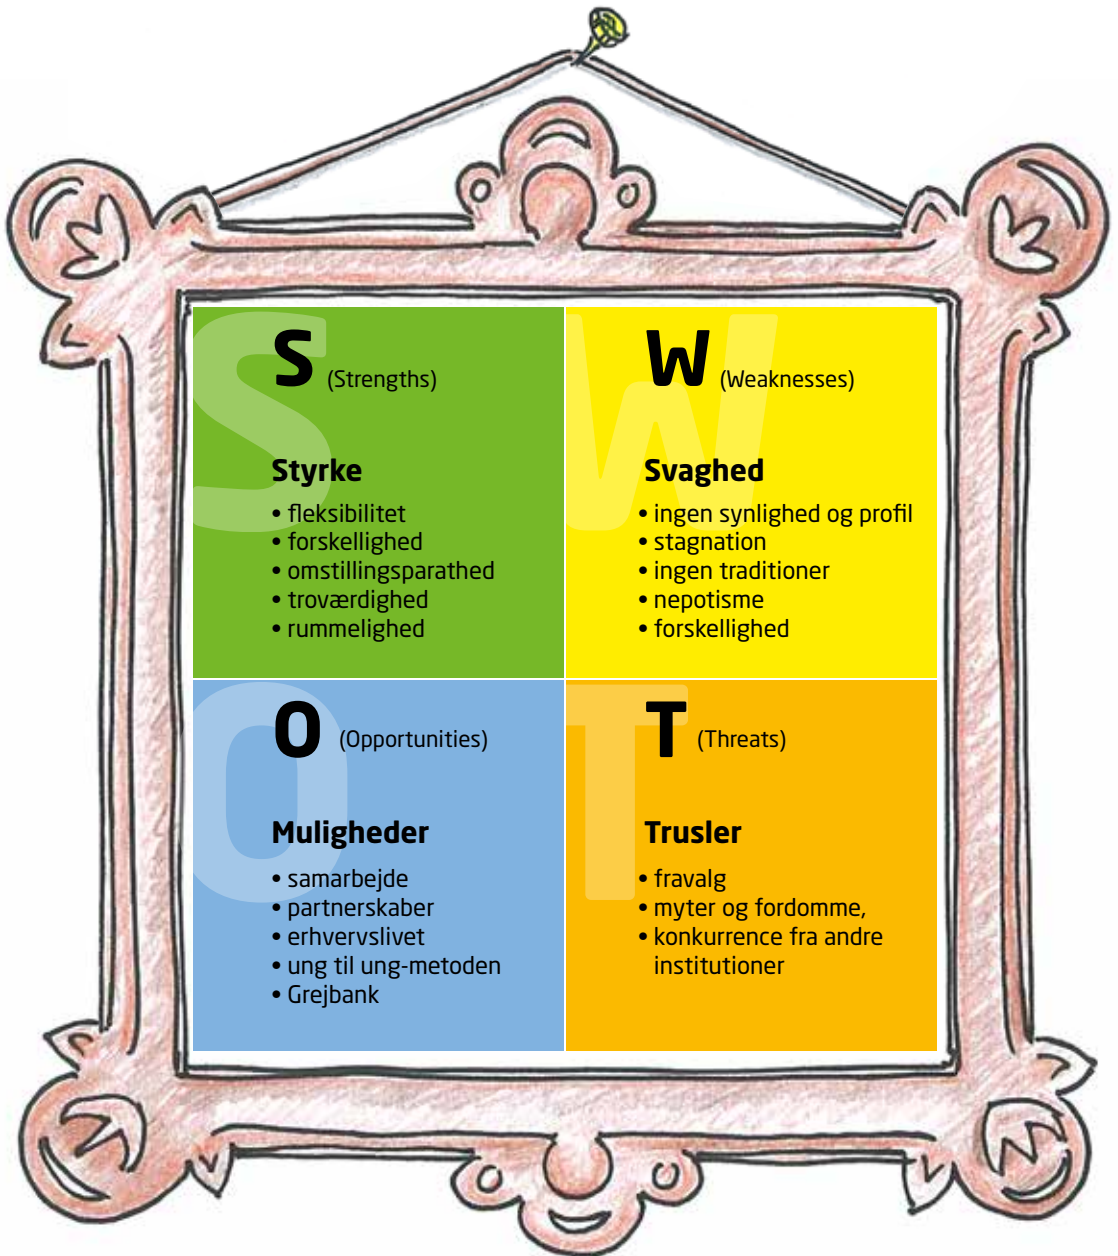 S (Strengths)
Styrke
• fleksibilitet
• forskellighed
• omstillingsparathed
• troværdighed
• rummelighed
W (Weaknesses)
Svaghed
• ingen synlighed og profil
• stagnation
• ingen traditioner
• nepotisme
• forskellighed
O (Opportunities)
Muligheder
• samarbejde
• partnerskaber
• erhvervslivet
• ung til ung-metoden
• Grejbank
T (Threats)
Trusler
• fravalg
• myter og fordomme,
• konkurrence fra andre
institutioner